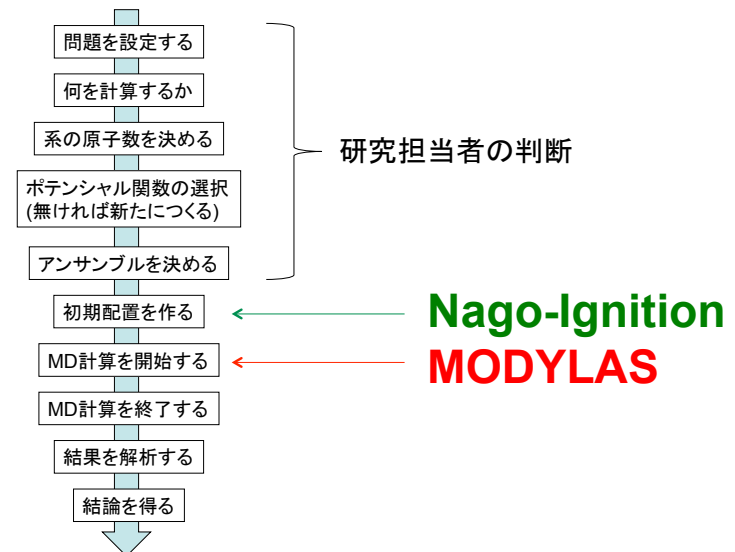 問題を設定する
何を計算するか
系の原子数を決める
ポテンシャル関数の選択
(無ければ新たにつくる)
アンサンブルを決める
研究担当者の判断
初期配置を作る
Nago-Ignition
MD計算を開始する
MODYLAS
MD計算を終了する
結果を解析する
結論を得る